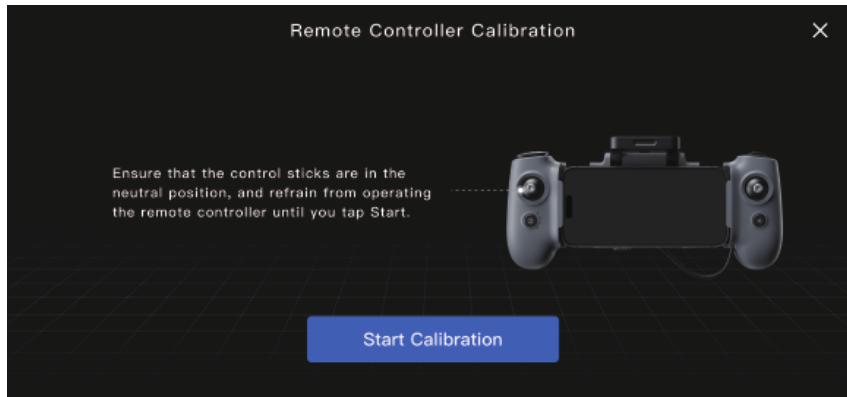 Remote Controller Calibration
Ensure that the control sticks are in the
neutral position, and refrain from operating
the remote controller until you tap Start.
Start Calibration